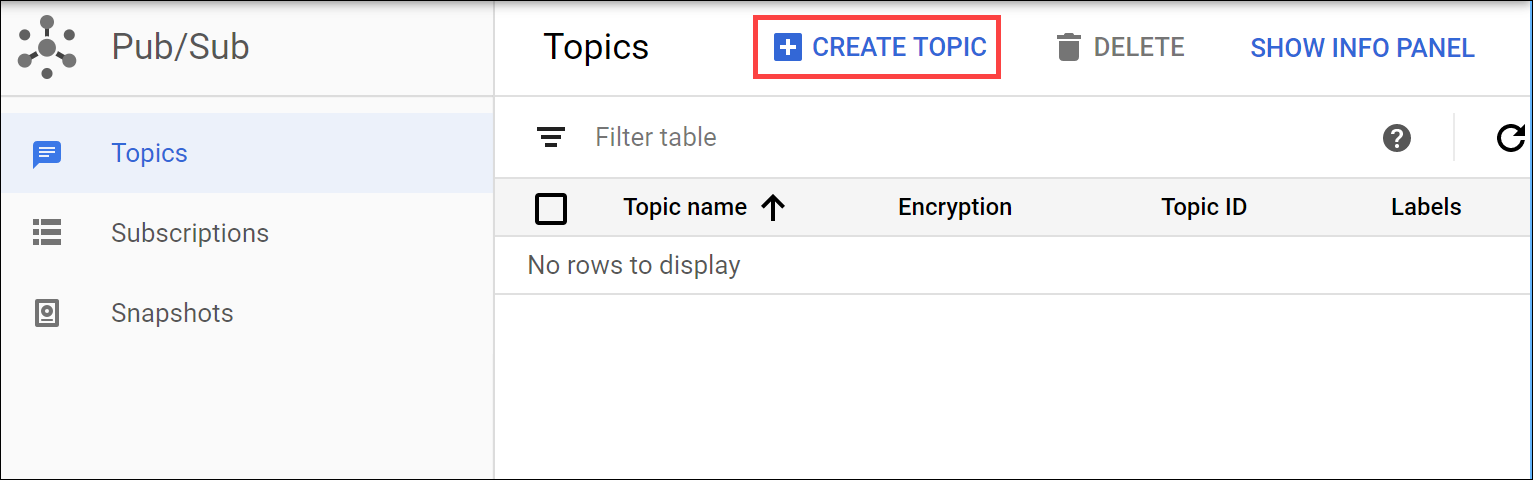 Pub/Sub
Topics
CREATE TOPIC
DELETE
SHOW INFO PANEL
Topics
Subscriptions
Snapshots
Filter table
Topic name
Encryption
Topic ID
Labels
No rows to display